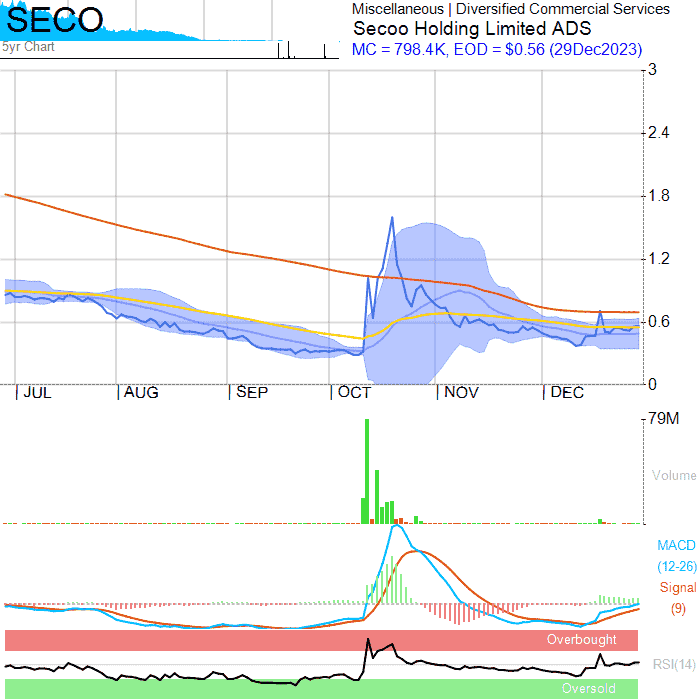 SECO
Miscellaneous | Diversified Commercial Services
Secoo Holding Limited ADS
MC = 798.4K, EOD = $0.56 (29Dec2023)
5yr Chart
3
2.4
1.8
1.2
0.6
0
JUL AUG SEP OCT NOV DEC
79M
Volume
MACD
(12-26)
Signal
(9)
Overbought
RSI(14)
Oversold